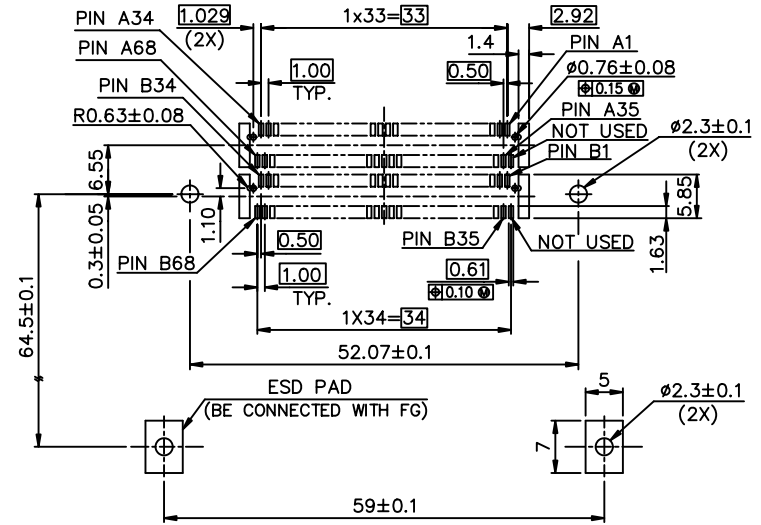 PIN A34
1.029
(2X)
1x33=33
2.92
PIN A68
1.4
PIN A1
1.00
TYP.
0.50
ø0.76±0.08
⌖ 0.15 Ⓜ
PIN B34
R0.63±0.08
PIN A35
NOT USED
ø2.3±0.1
(2X)
PIN B1
6.55
0.3±0.05
1.10
5.85
1.63
0.50
PIN B35
NOT USED
PIN B68
1.00
TYP.
0.61
⌖ 0.10 Ⓜ
1X34=34
64.5±0.1
52.07±0.1
ESD PAD
(BE CONNECTED WITH FG)
5
ø2.3±0.1
(2X)
7
59±0.1